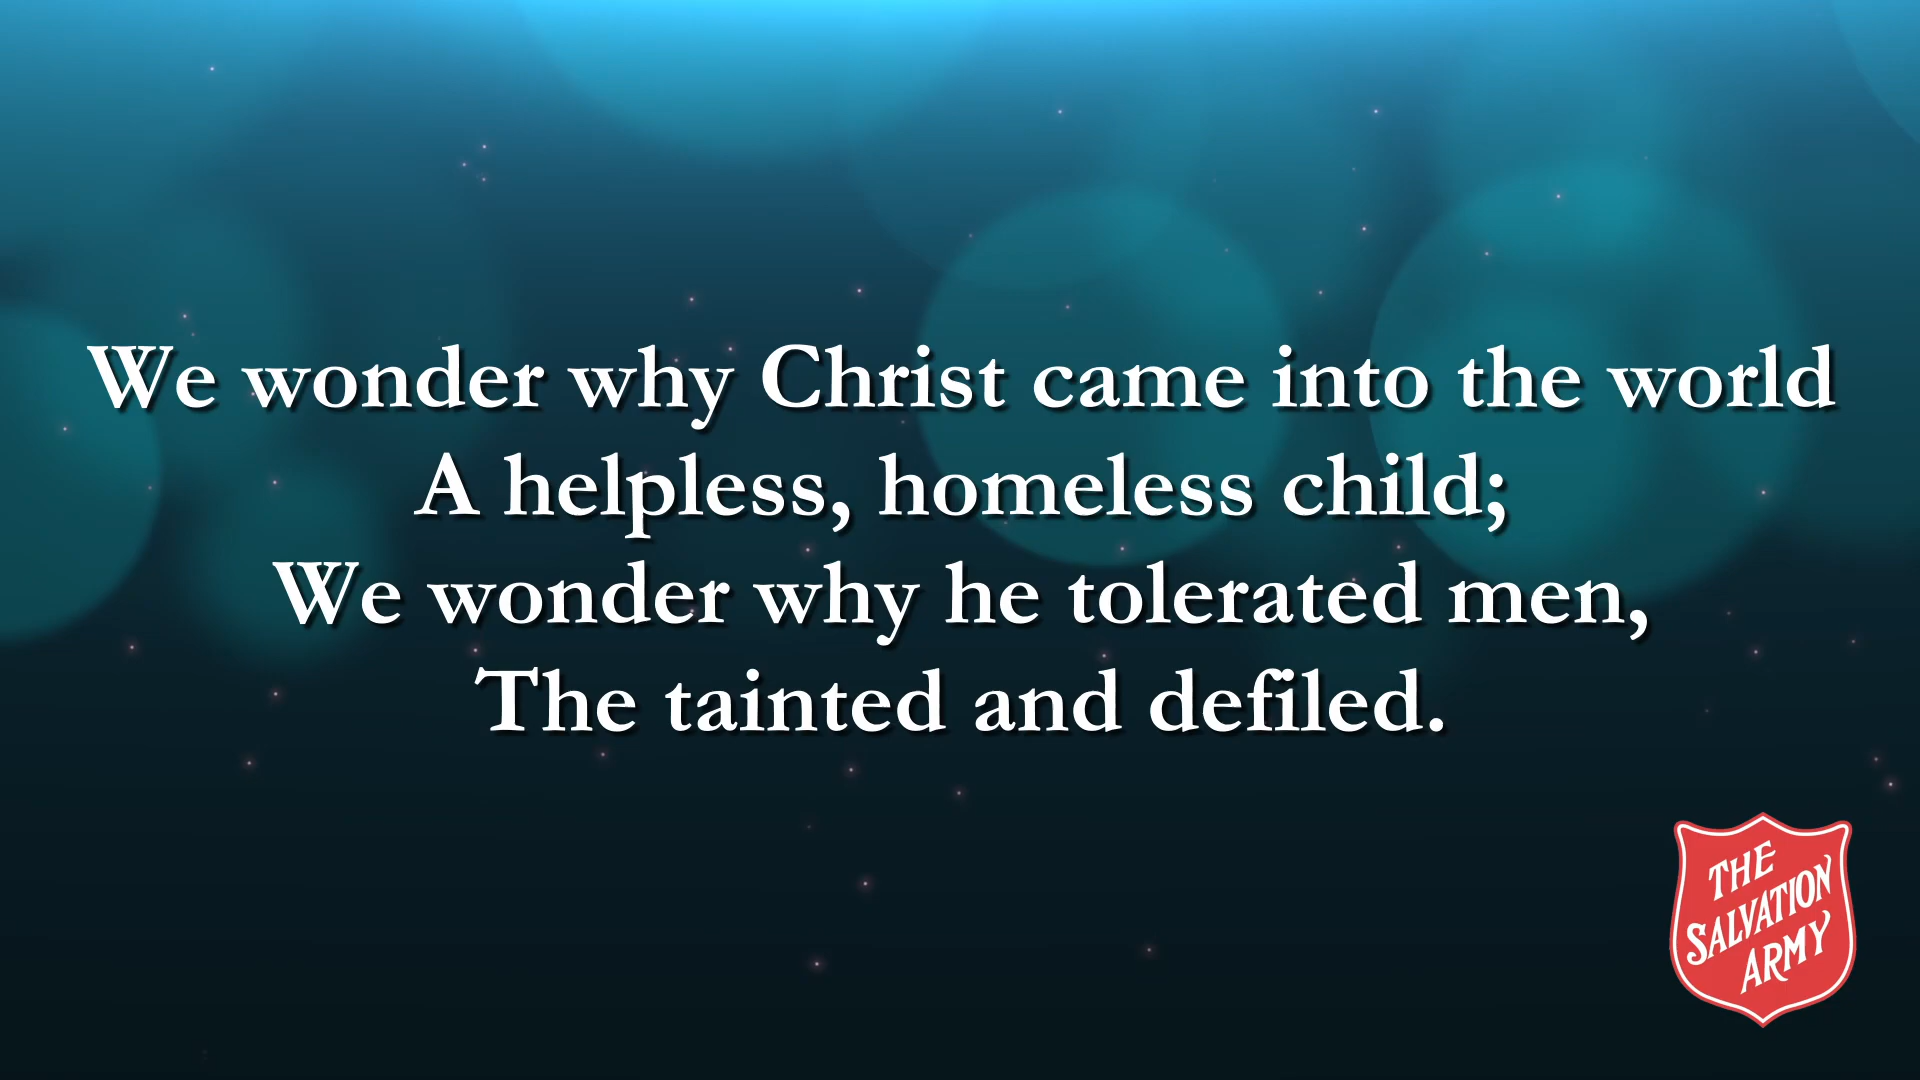 We wonder why Christ came into the world
A helpless, homeless child;
We wonder why he tolerated men,
The tainted and defiled.
THE
SALVATION
ARMY